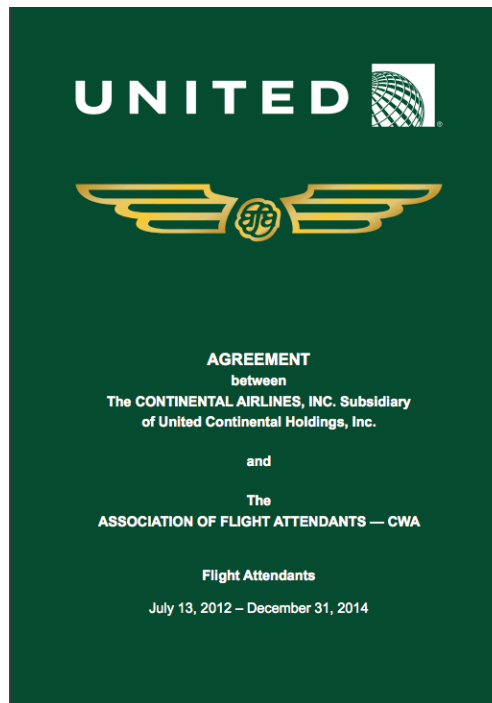 UNITED
®
afa
AGREEMENT
between
The CONTINENTAL AIRLINES, INC. Subsidiary
of United Continental Holdings, Inc.
and
The
ASSOCIATION OF FLIGHT ATTENDANTS — CWA
Flight Attendants
July 13, 2012 – December 31, 2014